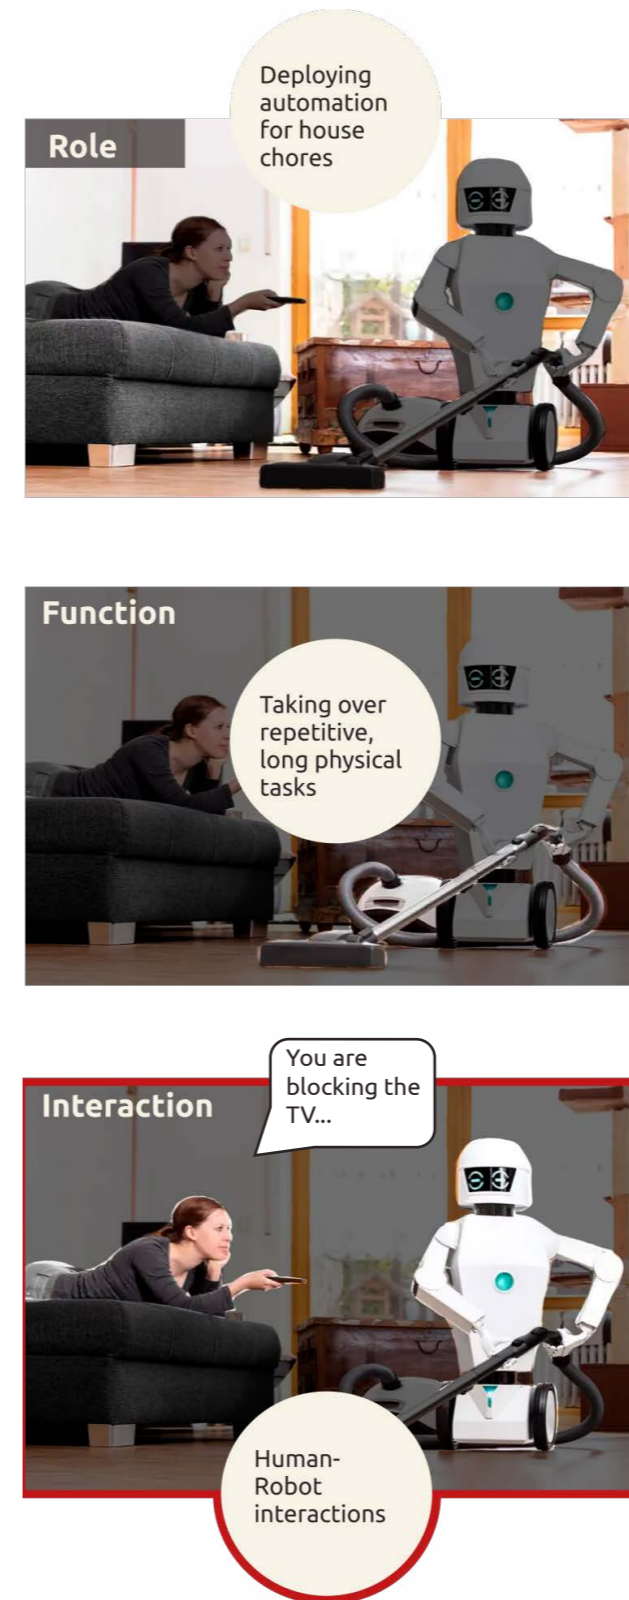 Deploying
automation
for house
chores
Role
Function
Taking over
repetitive,
long physical
tasks
You are
blocking the
TV...
Interaction
Human-
Robot
interactions